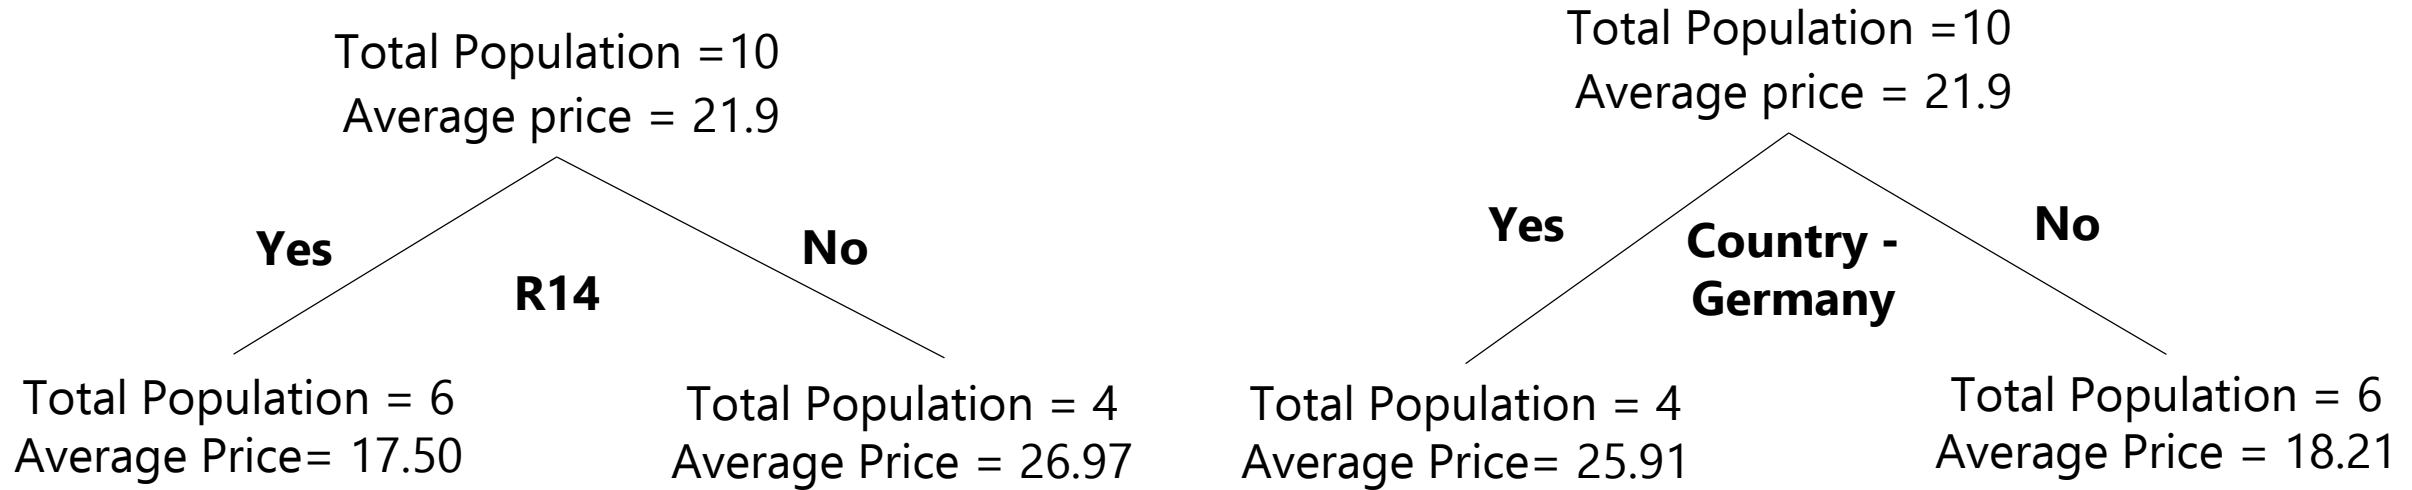 Total Population =10
Average price = 21.9
Yes
No
R14
Total Population = 6
Average Price= 17.50
Total Population = 4
Average Price = 26.97
Total Population =10
Average price = 21.9
Yes
No
Country -
Germany
Total Population = 4
Average Price= 25.91
Total Population = 6
Average Price = 18.21